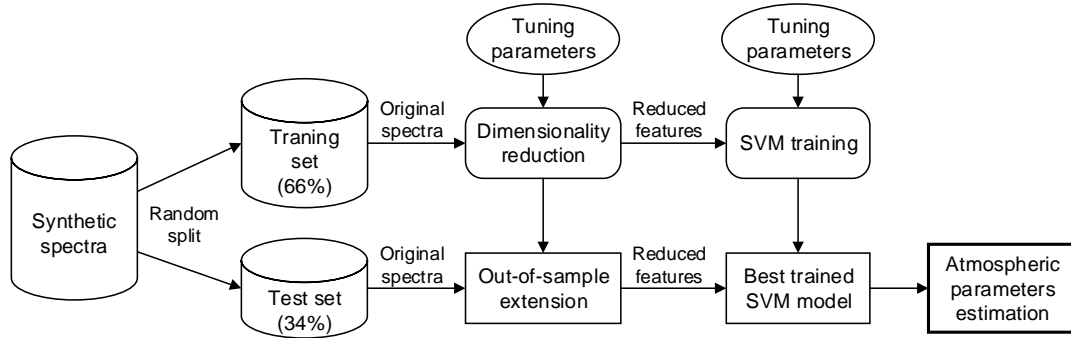 Synthetic
spectra
Random
split
Traning
set
(66%)
Test set
(34%)
Original
spectra
Original
spectra
Tuning
parameters
Dimensionality
reduction
Out-of-sample
extension
Reduced
features
Reduced
features
Tuning
parameters
SVM training
Best trained
SVM model
Atmospheric
parameters
estimation